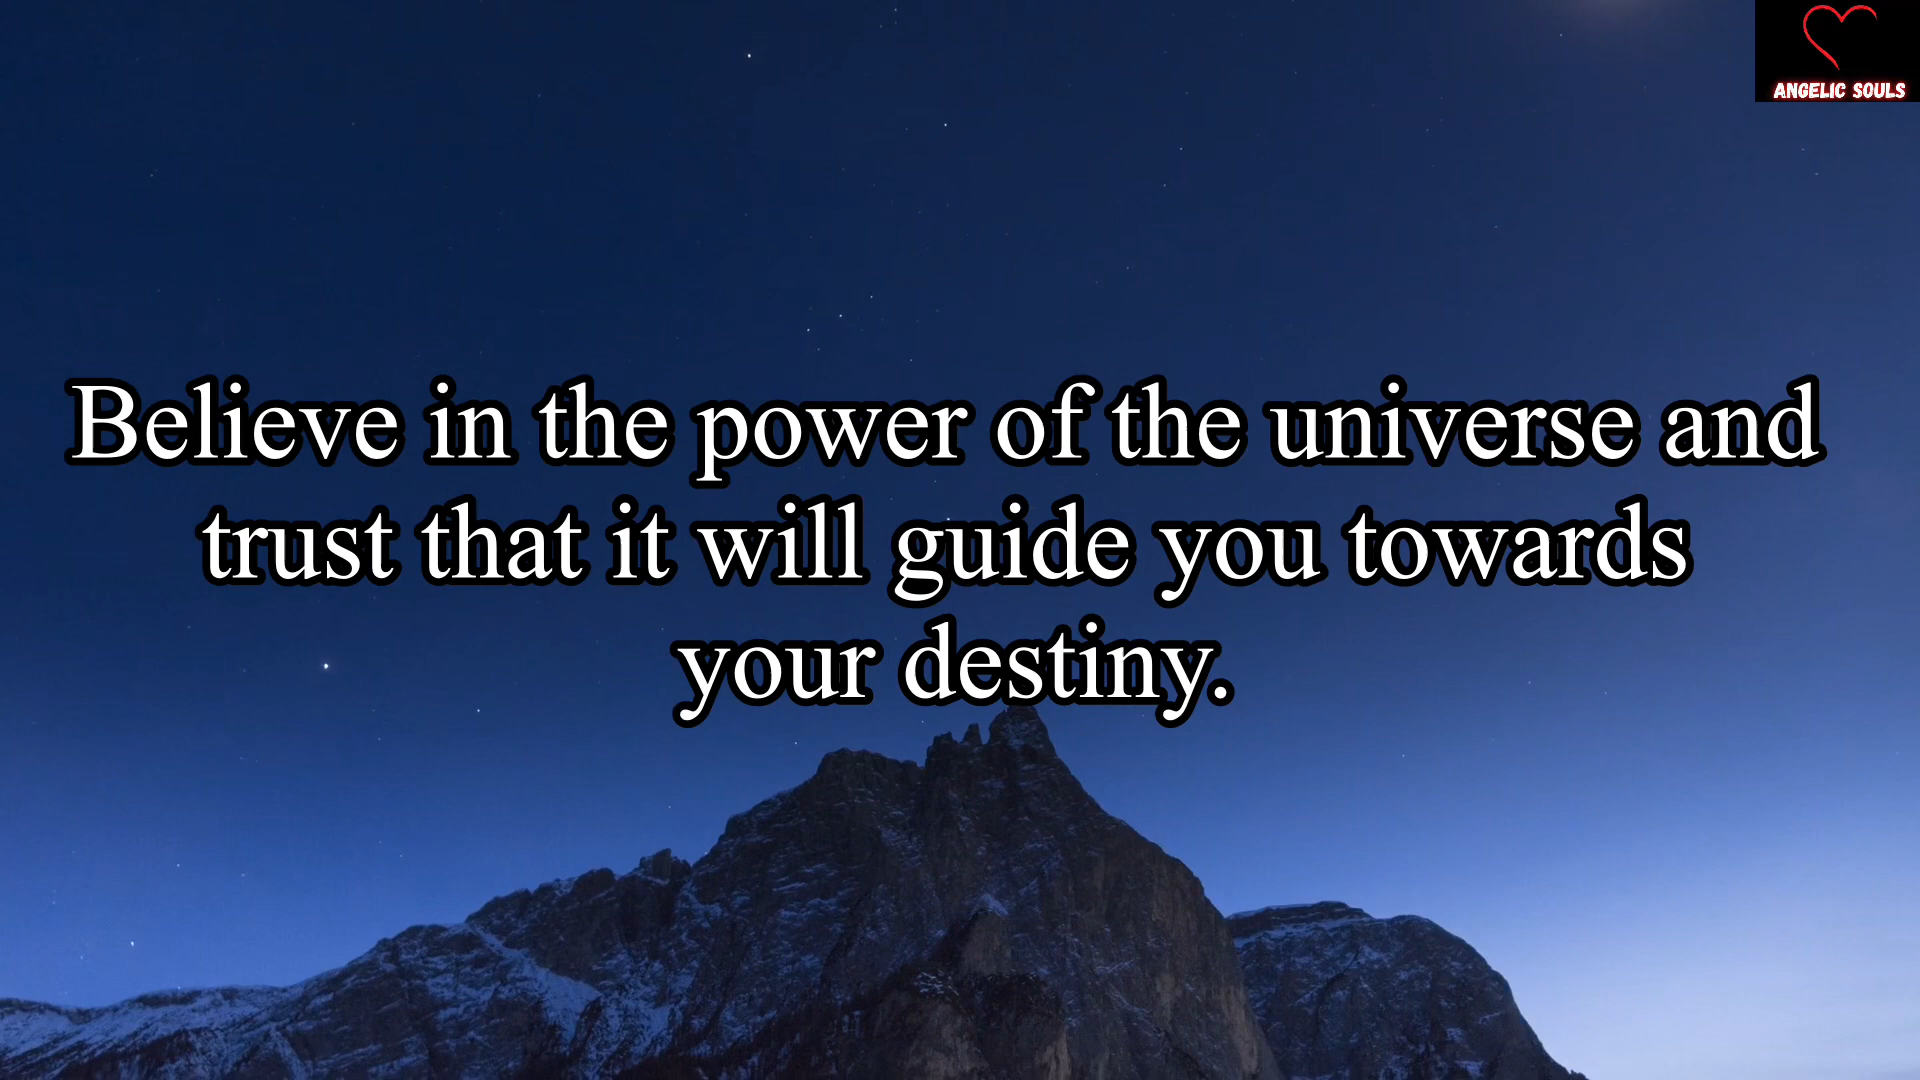 ANGELIC SOULS
Believe in the power of the universe and
trust that it will guide you towards
your destiny.